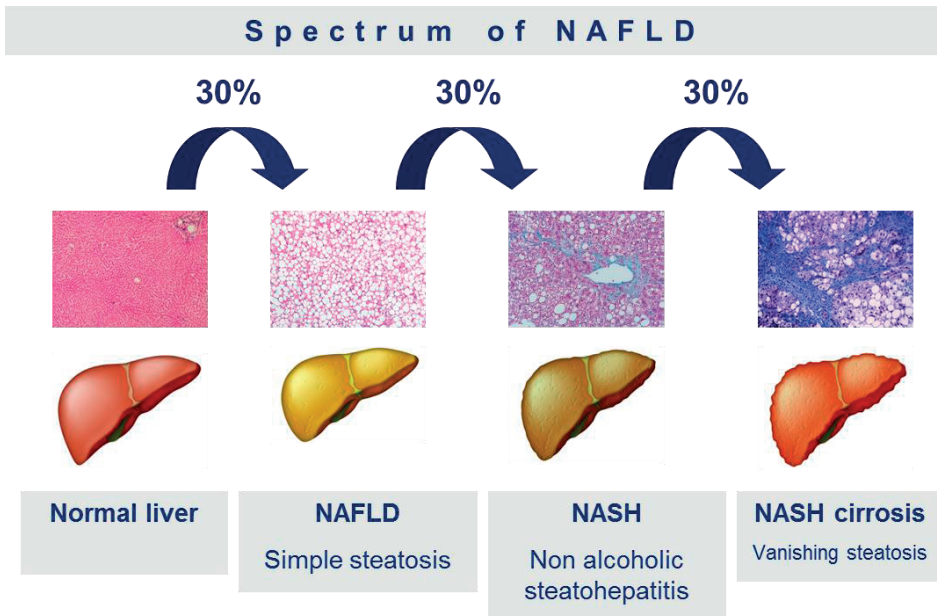 Spectrum of NAFLD
30% 30% 30%
Normal liver
NAFLD
Simple steatosis
NASH
Non alcoholic
steatohepatitis
NASH cirrosis
Vanishing steatosis